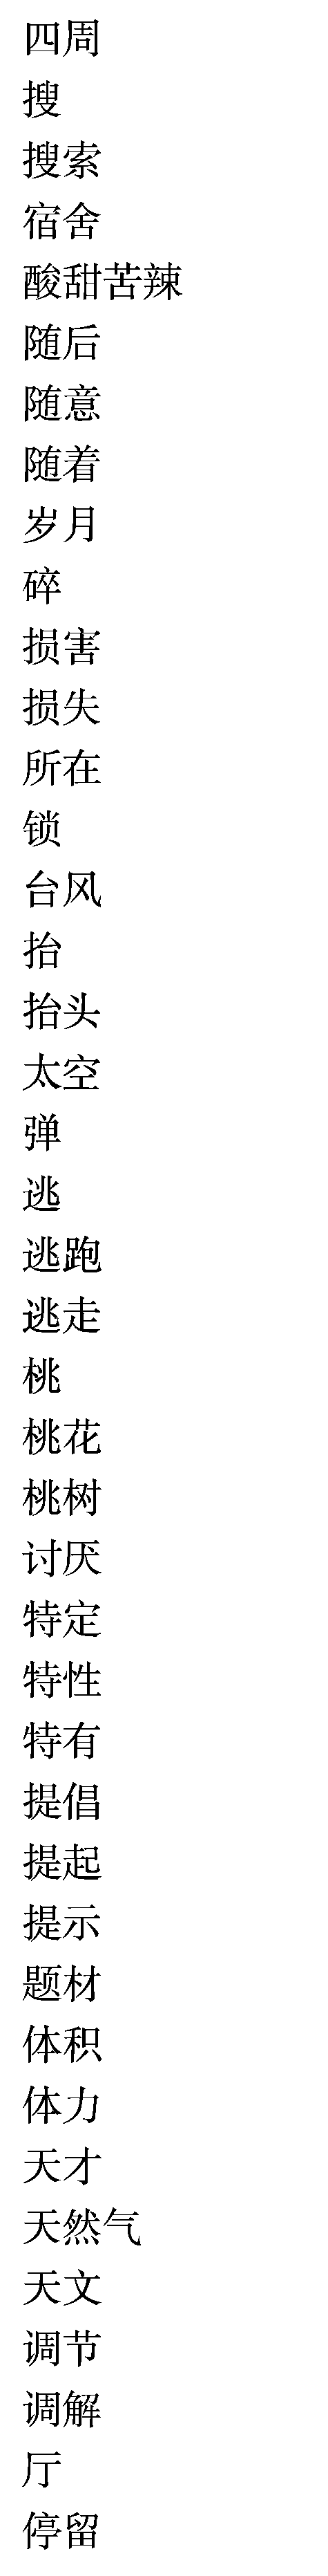 四周
搜
搜索
宿舍
酸甜苦辣
随后
随意
随着
岁月
碎
损害
损失
所在
锁
台风
抬
抬头
太空
弹
逃
逃跑
逃走
桃
桃花
桃树
讨厌
特定
特性
特有
提倡
提起
提示
题材
体积
体力
天才
天然气
天文
调节
调解
厅
停留